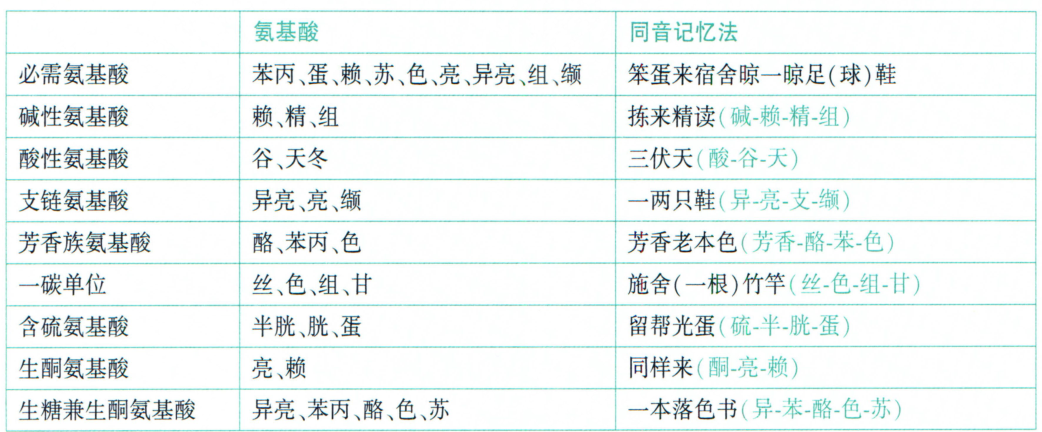 氨基酸 同音记忆法
必需氨基酸 苯丙、蛋、赖、苏、色、亮、异亮、组、缬 笨蛋来宿舍晾一晾足(球)鞋
碱性氨基酸 赖、精、组 拣来精读(碱-赖-精-组)
酸性氨基酸 谷、天冬 三伏天(酸-谷-天)
支链氨基酸 异亮、亮、缬 一两只鞋(异-亮-支-缬)
芳香族氨基酸 酪、苯丙、色 芳香老本色(芳香-酪-苯-色)
一碳单位 丝、色、组、甘 施舍(一根)竹竿(丝-色-组-甘)
含硫氨基酸 半胱、胱、蛋 留帮光蛋(硫-半-胱-蛋)
生酮氨基酸 亮、赖 同样来(酮-亮-赖)
生糖兼生酮氨基酸 异亮、苯丙、酪、色、苏 一本落色书(异-苯-酪-色-苏)